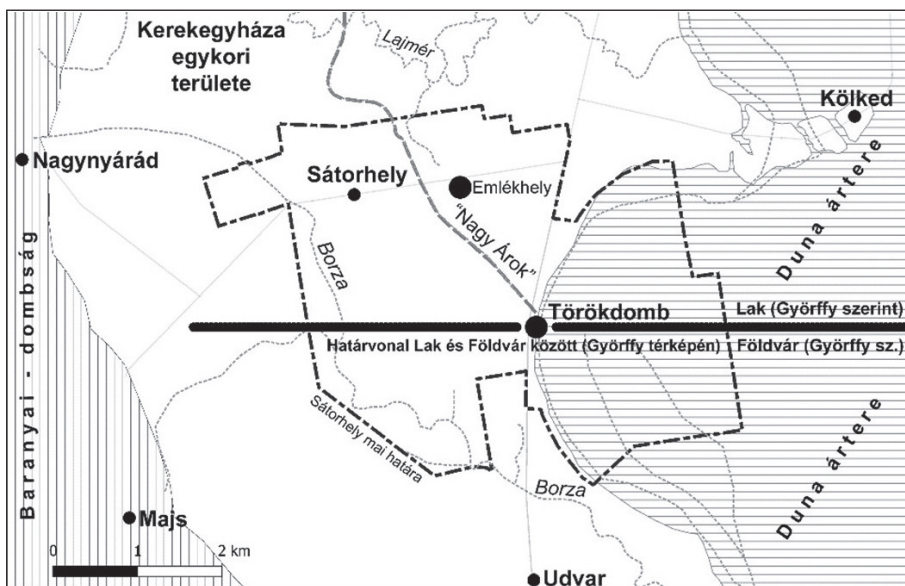 Kerekegyháza
egykori
területe
Lajmér
Kölked
Nagynyárád
Sátorhely
Emlékhely
"Nagy Árok"
Borza
Duna ártere
Baranyai - dombság
Törökdomb
Lak (Györffy szerint)
Határvonal Lak és Földvár között (Györffy térképén)
Földvár (Györffy sz.)
Sátorhely mai határa
Borza
Duna ártere
Majs
0 1 2 km
Udvar